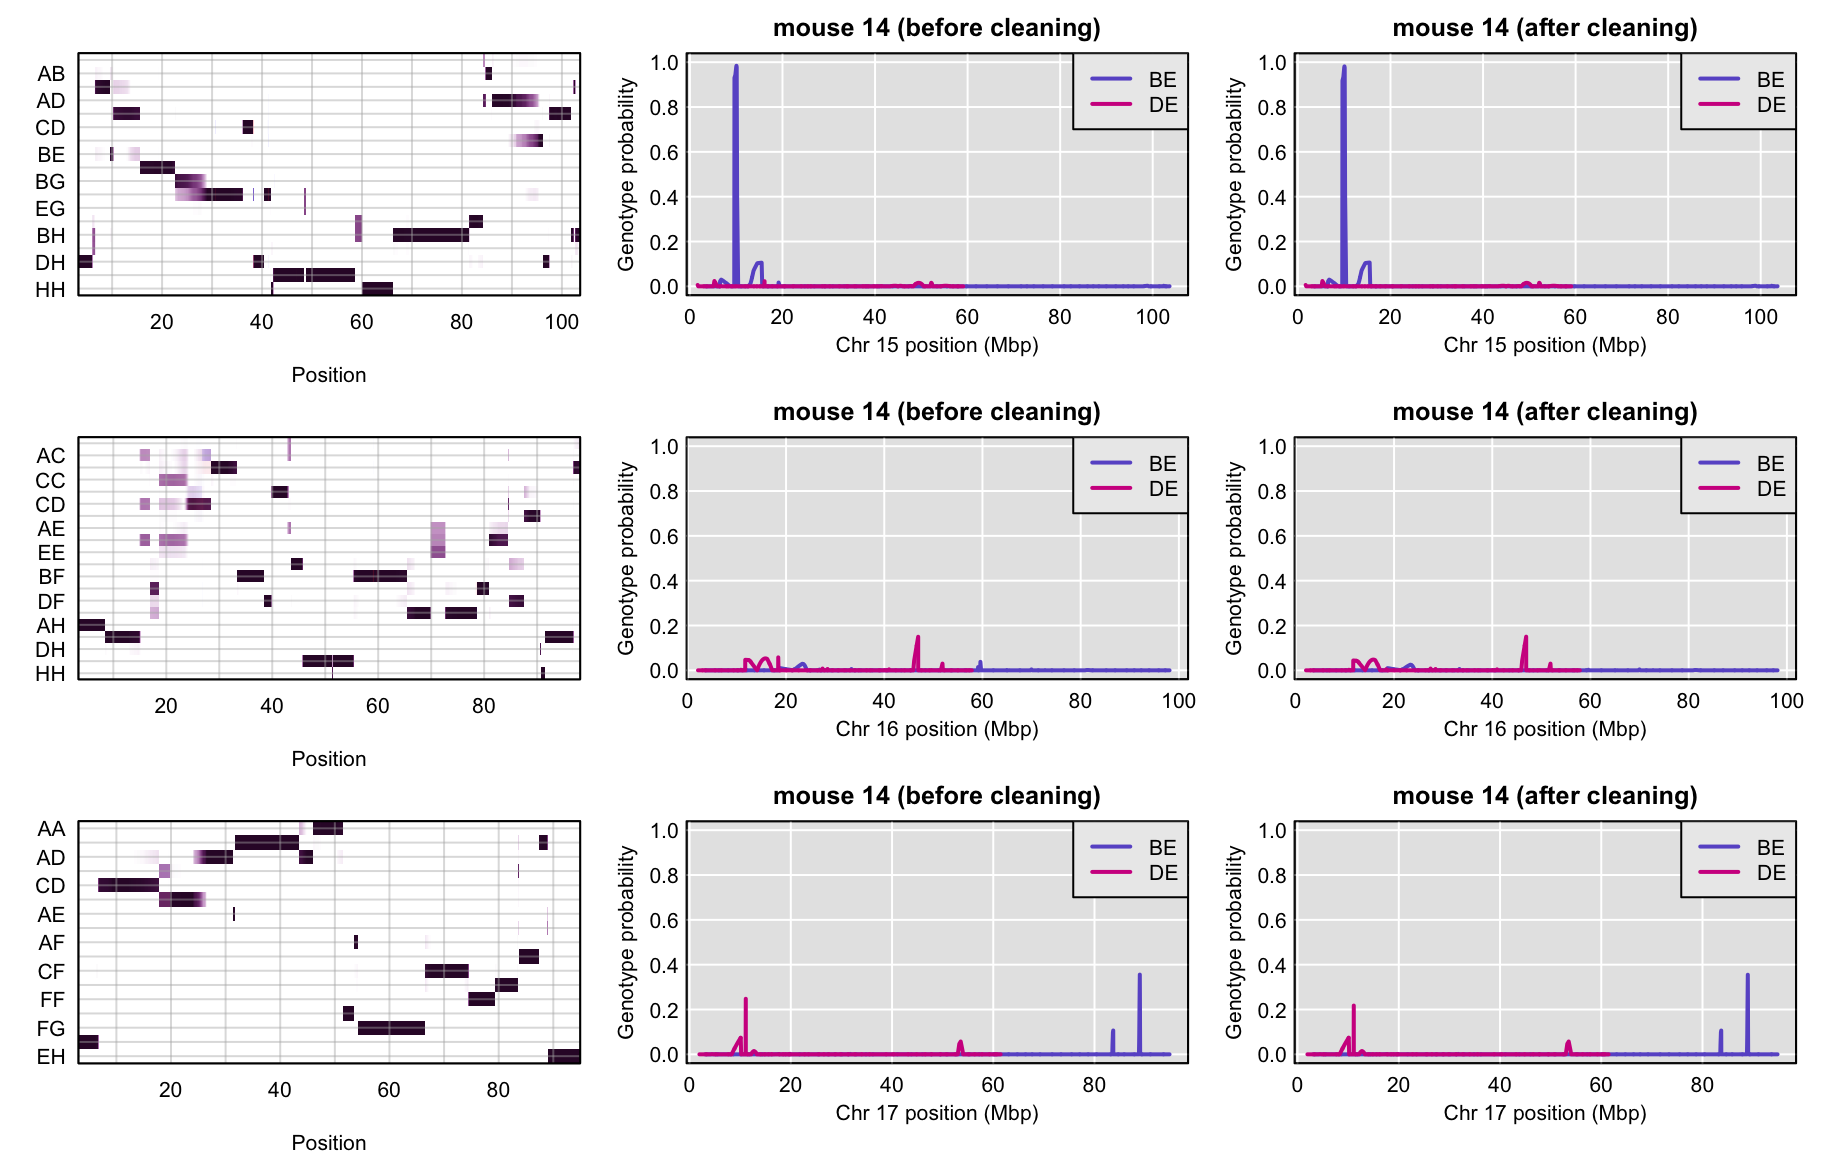 mouse 14 (before cleaning)
mouse 14 (after cleaning)
AB
AD
CD
BE
BG
EG
BH
DH
HH
20 40 60 80 100
Position
Genotype probability
1.0
0.8
0.6
0.4
0.2
0.0
BE
DE
0 20 40 60 80 100
Chr 15 position (Mbp)
Genotype probability
1.0
0.8
0.6
0.4
0.2
0.0
BE
DE
0 20 40 60 80 100
Chr 15 position (Mbp)
mouse 14 (before cleaning)
mouse 14 (after cleaning)
AC
CC
CD
AE
EE
BF
DF
AH
DH
HH
20 40 60 80
Position
Genotype probability
1.0
0.8
0.6
0.4
0.2
0.0
BE
DE
0 20 40 60 80 100
Chr 16 position (Mbp)
Genotype probability
1.0
0.8
0.6
0.4
0.2
0.0
BE
DE
0 20 40 60 80 100
Chr 16 position (Mbp)
mouse 14 (before cleaning)
mouse 14 (after cleaning)
AA
AD
CD
AE
AF
CF
FF
FG
EH
20 40 60 80
Position
Genotype probability
1.0
0.8
0.6
0.4
0.2
0.0
BE
DE
0 20 40 60 80
Chr 17 position (Mbp)
Genotype probability
1.0
0.8
0.6
0.4
0.2
0.0
BE
DE
0 20 40 60 80
Chr 17 position (Mbp)